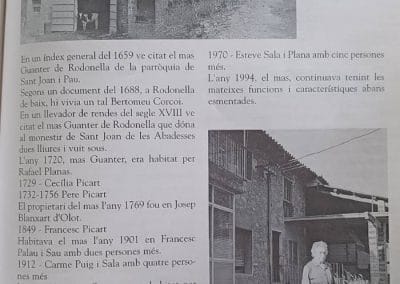 En un índex general del 1659 ve citat el mas
Guanter de Rodonella de la parròquia de
Sant Joan i Pau.
Segons un document del 1688, a Rodonella
de baix, hi vivia un tal Bertomeu Corcoi.
En un llevador de rendes del segle XVIII ve
citat el mas Guanter de Rodonella que dóna
al monestir de Sant Joan de les Abadesses
dues lliures i vuit sous.
L'any 1720, mas Guanter, era habitat per
Rafael Planas.
1729 - Cecília Picart
1732-1756 Pere Picart
El propietari del mas l'any 1769 fou en Josep
Blanxart d'Olot.
1849 - Francesc Picart
Habitava el mas l'any 1901 en Francesc
Palau i Sau amb dues persones més.
1912 - Carme Puig i Sala amb quatre perso-
nes més
1970 - Esteve Sala i Plana amb cinc persones
més.
L'any 1994, el mas, continuava tenint les
mateixes funcions i característiques abans
esmentades.